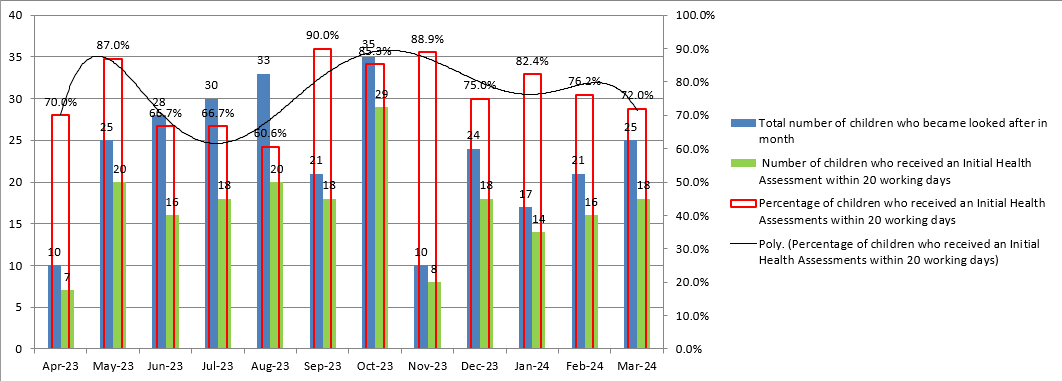 40
35
30
25
20
15
10
5
0
100.0%
90.0%
80.0%
70.0%
60.0%
50.0%
40.0%
30.0%
20.0%
10.0%
0.0%
70.0%
10
7
87.0%
25
20
28
66.7%
16
30
66.7%
18
33
60.6%
20
90.0%
21
18
35
85.3%
29
88.9%
10
8
75.0%
24
18
82.4%
17
14
76.2%
21
16
72.0%
25
18
Apr-23
May-23
Jun-23
Jul-23
Aug-23
Sep-23
Oct-23
Nov-23
Dec-23
Jan-24
Feb-24
Mar-24
Total number of children who became looked after in
month
Number of children who received an Initial Health
Assessment within 20 working days
Percentage of children who received an Initial Health
Assessments within 20 working days
Poly. (Percentage of children who received an Initial
Health Assessments within 20 working days)